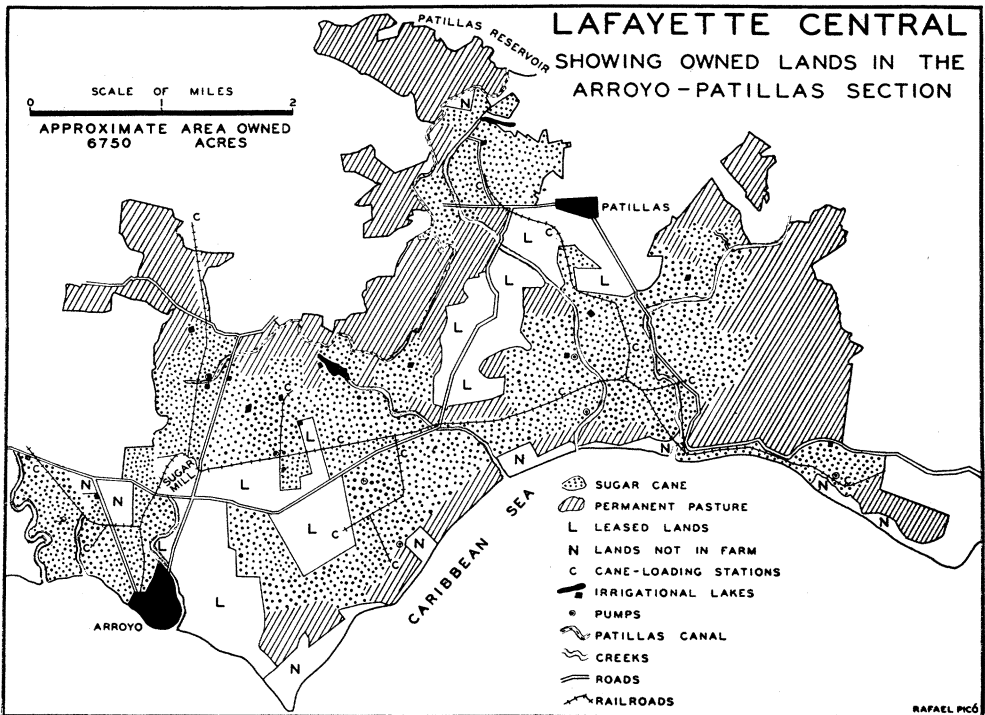 LAFAYETTE CENTRAL
SHOWING OWNED LANDS IN THE
ARROYO-PATILLAS SECTION
PATILLAS RESERVOIR
SCALE OF MILES
0 1 2
APPROXIMATE AREA OWNED
6750 ACRES
N
C
C
PATILLAS
L
C
L
L
L
L
C
C
C
C
L
C
SUGAR MILL
C
N
N
L
C
L
L
C
C
L
C
C
N
N
N
C
N
N
L
N
ARROYO
CARIBBEAN SEA
SUGAR CANE
PERMANENT PASTURE
L LEASED LANDS
N LANDS NOT IN FARM
C CANE-LOADING STATIONS
IRRIGATIONAL LAKES
PUMPS
PATILLAS CANAL
CREEKS
ROADS
RAILROADS
RAFAEL PICÓ